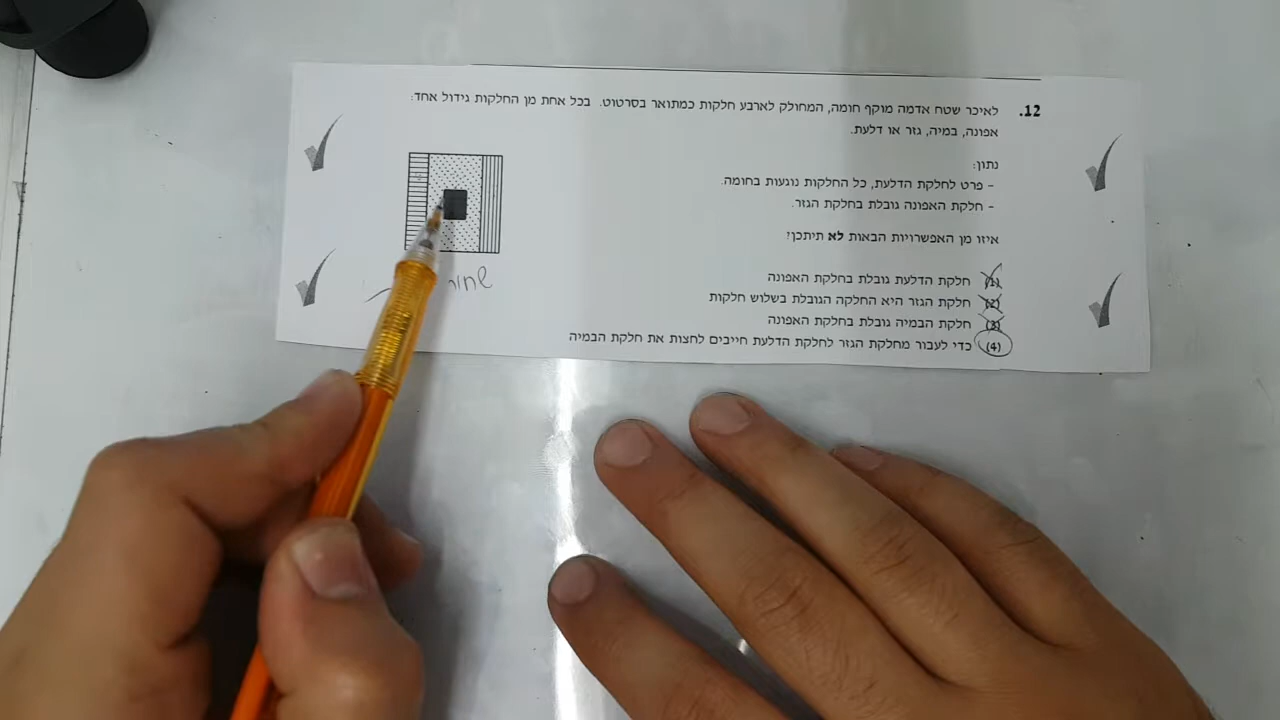 12. לאיכר שטח אדמה מוקף חומה, המחולק לארבע חלקות כמתואר בסרטוט. בכל אחת מן החלקות גידול אחד:
אפונה, במיה, גזר או דלעת.
נתון:
- פרט לחלקת הדלעת, כל החלקות נוגעות בחומה.
- חלקת האפונה גובלת בחלקת הגזר.
איזו מן האפשרויות הבאות לא תיתכן?
(1) חלקת הדלעת גובלת בחלקת האפונה
(2) חלקת הגזר היא החלקה הגובלת בשלוש חלקות
(3) חלקת הבמיה גובלת בחלקת האפונה
(4) כדי לעבור מחלקת הגזר לחלקת הדלעת חייבים לחצות את חלקת הבמיה
שחור